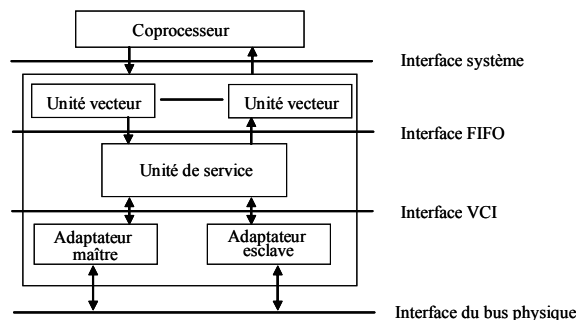 Coprocesseur
Interface système
Unité vecteur
Unité vecteur
Interface FIFO
Unité de service
Interface VCI
Adaptateur
maître
Adaptateur
esclave
Interface du bus physique